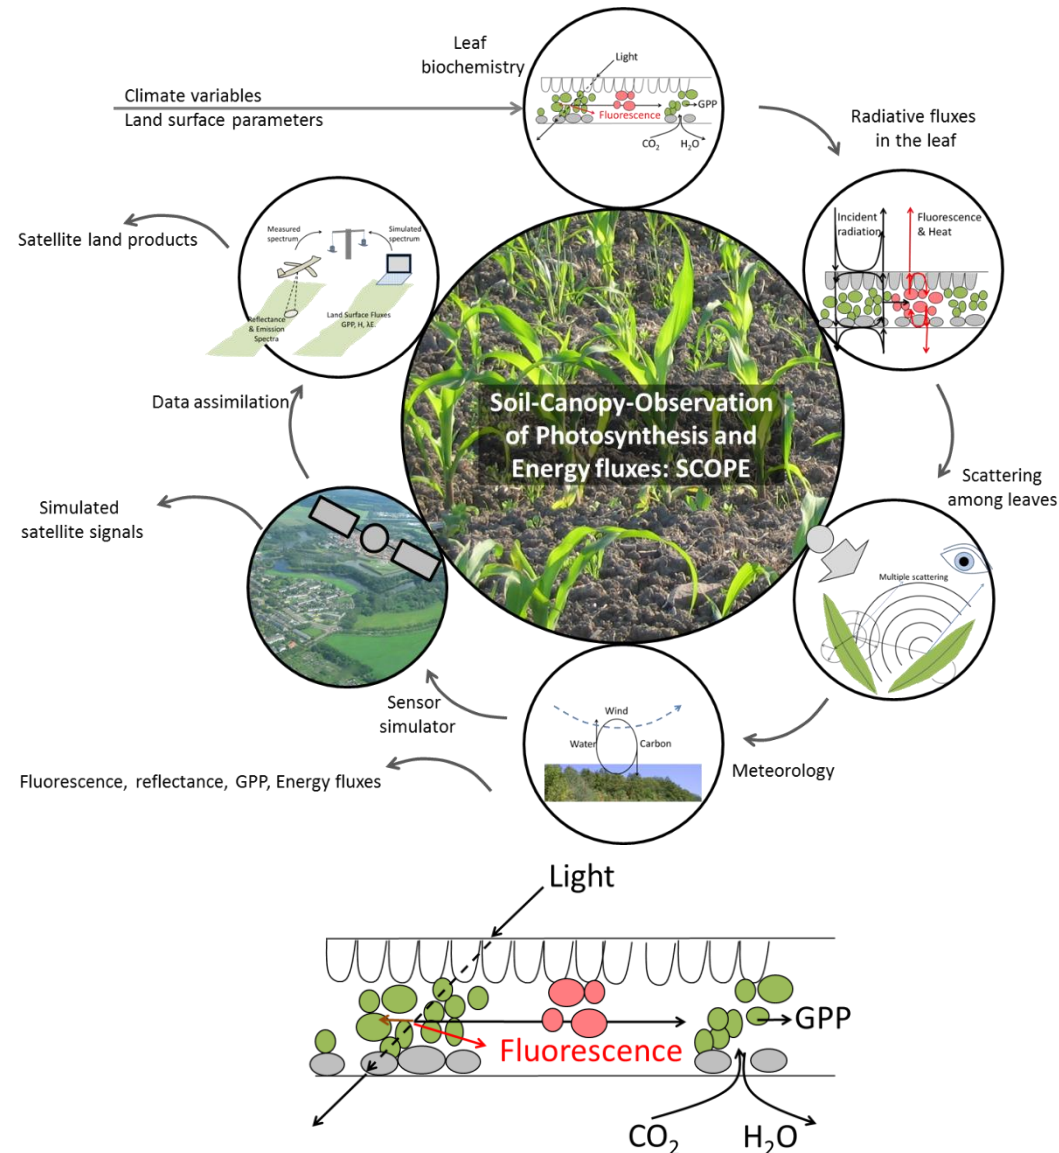 Leaf
biochemistry
Light
GPP
Fluorescence
CO2
H2O
Climate variables
Land surface parameters
Radiative fluxes
in the leaf
Incident
radiation
Fluorescence
& Heat
Satellite land products
Measured
spectrum
Simulated
spectrum
Reflectance
& Emission
Spectra
Land Surface Fluxes
GPP, H, λE.
Soil-Canopy-Observation
of Photosynthesis and
Energy fluxes: SCOPE
Data assimilation
Scattering
among leaves
Simulated
satellite signals
Multiple scattering
Sensor
simulator
Wind
Water
Carbon
Meteorology
Fluorescence, reflectance, GPP, Energy fluxes
Light
GPP
Fluorescence
CO2
H2O